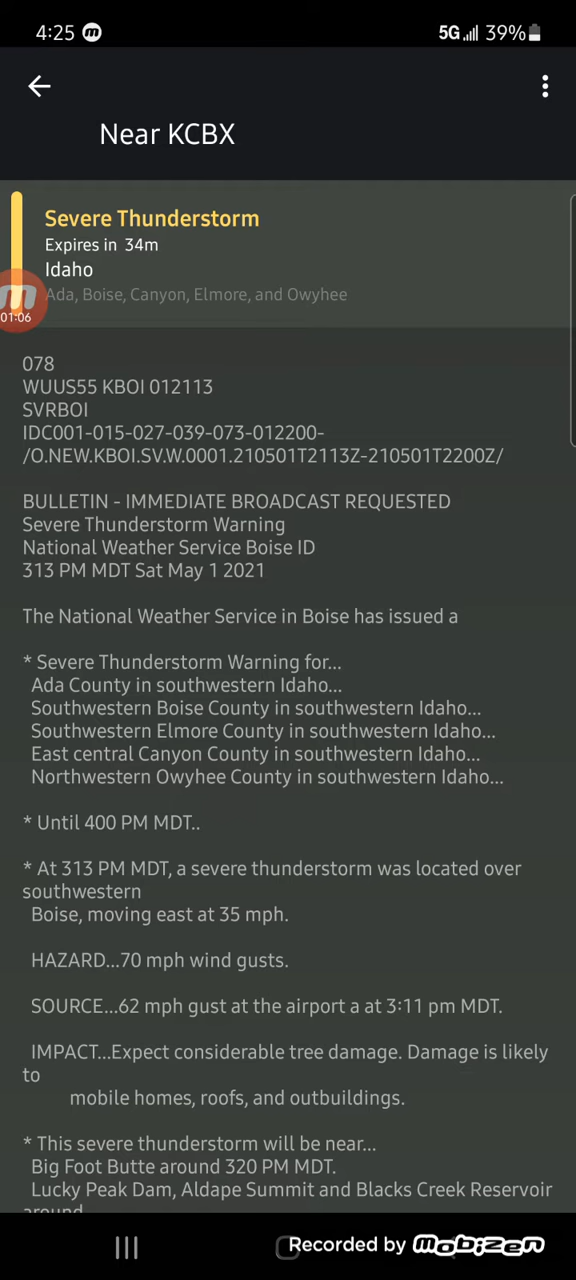 4:25
5G 39%
Near KCBX
Severe Thunderstorm
Expires in 34m
Idaho
Ada, Boise, Canyon, Elmore, and Owyhee
01:06
078
WUUS55 KBOI 012113
SVRBOI
IDC001-015-027-039-073-012200-
/O.NEW.KBOI.SV.W.0001.210501T2113Z-210501T2200Z/
BULLETIN - IMMEDIATE BROADCAST REQUESTED
Severe Thunderstorm Warning
National Weather Service Boise ID
313 PM MDT Sat May 1 2021
The National Weather Service in Boise has issued a
* Severe Thunderstorm Warning for...
Ada County in southwestern Idaho...
Southwestern Boise County in southwestern Idaho...
Southwestern Elmore County in southwestern Idaho...
East central Canyon County in southwestern Idaho...
Northwestern Owyhee County in southwestern Idaho...
* Until 400 PM MDT..
* At 313 PM MDT, a severe thunderstorm was located over
southwestern
Boise, moving east at 35 mph.
HAZARD...70 mph wind gusts.
SOURCE...62 mph gust at the airport a at 3:11 pm MDT.
IMPACT...Expect considerable tree damage. Damage is likely
to
mobile homes, roofs, and outbuildings.
* This severe thunderstorm will be near...
Big Foot Butte around 320 PM MDT.
Lucky Peak Dam, Aldape Summit and Blacks Creek Reservoir
around
Recorded by Mobizen